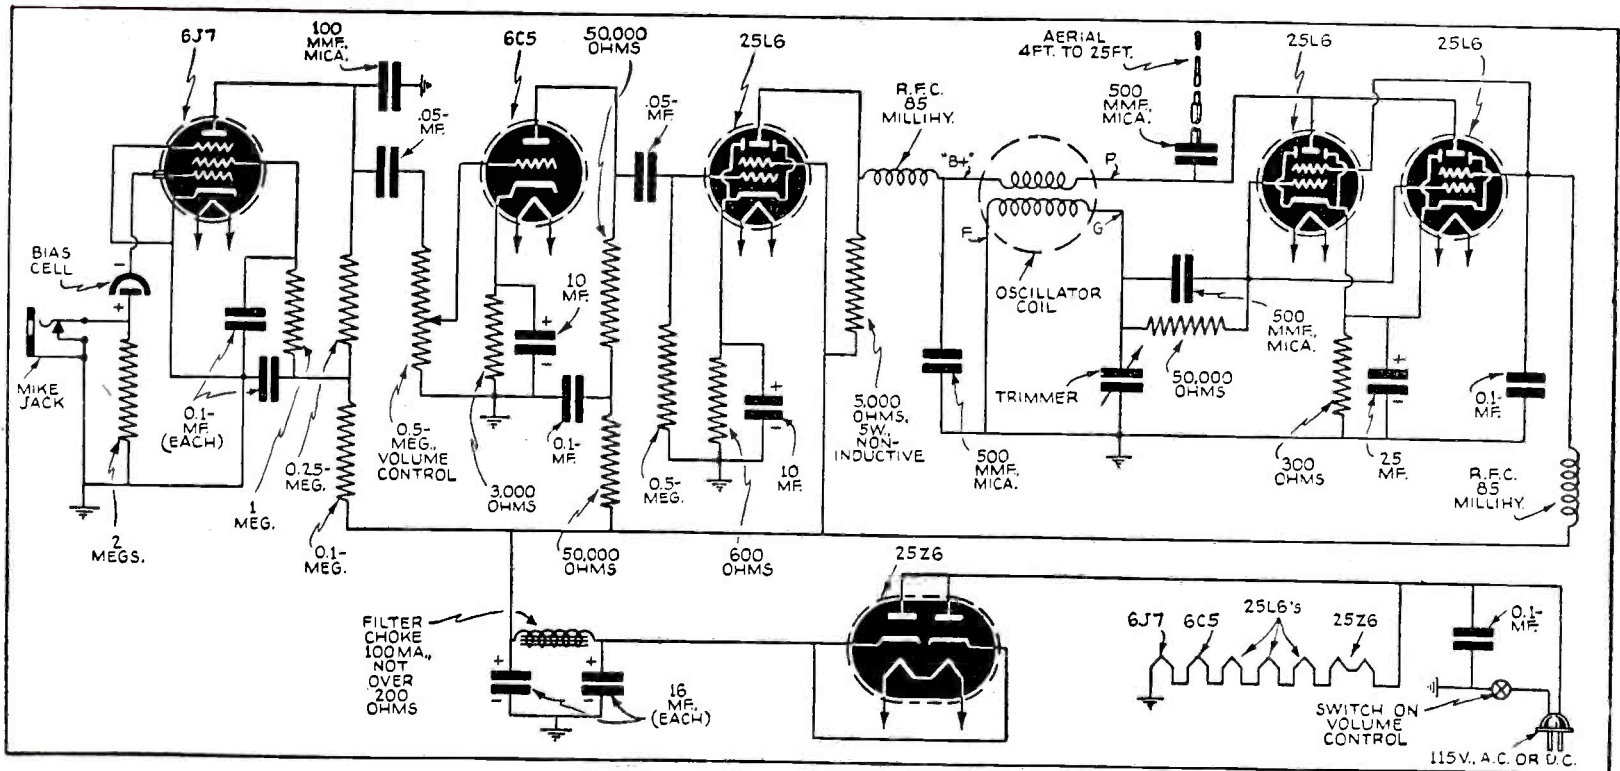 6J7
100
MMF.,
MICA.
6C5
50,000
OHMS
25L6
AERIAL
4FT. TO 25FT.
25L6
25L6
.05-
MF.
.05-
MF.
R.F.C.
85
MILLIHY.
500
MMF.,
MICA.
"B+"
P
BIAS
CELL
-
+
F
G
OSCILLATOR
COIL
10
MF.
+
-
500
MMF.,
MICA.
MIKE
JACK
0.1-
MF.
(EACH)
0.25-
MEG.
1
MEG.
0.5-
MEG.,
VOLUME
CONTROL
3,000
OHMS
0.1-
MF.
0.5-
MEG.
+
-
10
MF.
5,000
OHMS,
5W.,
NON-
INDUCTIVE
500
MMF.,
MICA.
TRIMMER
50,000
OHMS
300
OHMS
+
-
25
MF.
0.1-
MF.
R.F.C.
85
MILLIHY.
2
MEGS.
0.1-
MEG.
50,000
OHMS
600
OHMS
25Z6
FILTER
CHOKE
100MA.,
NOT
OVER
200
OHMS
+
-
+
-
16
MF.,
(EACH)
6J7
6C5
25L6's
25Z6
0.1-
MF.
SWITCH ON
VOLUME
CONTROL
115V., A.C. OR D.C.